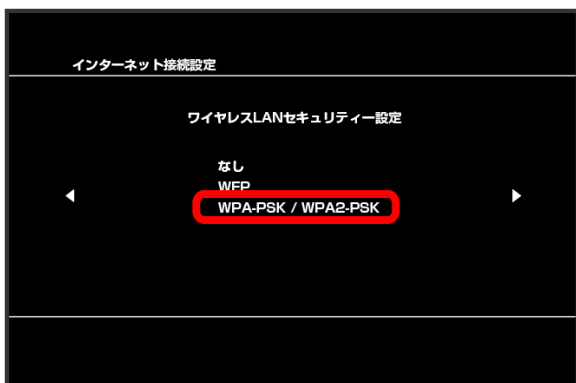 インターネット接続設定
ワイヤレスLANセキュリティー設定
なし
WEP
WPA-PSK / WPA2-PSK